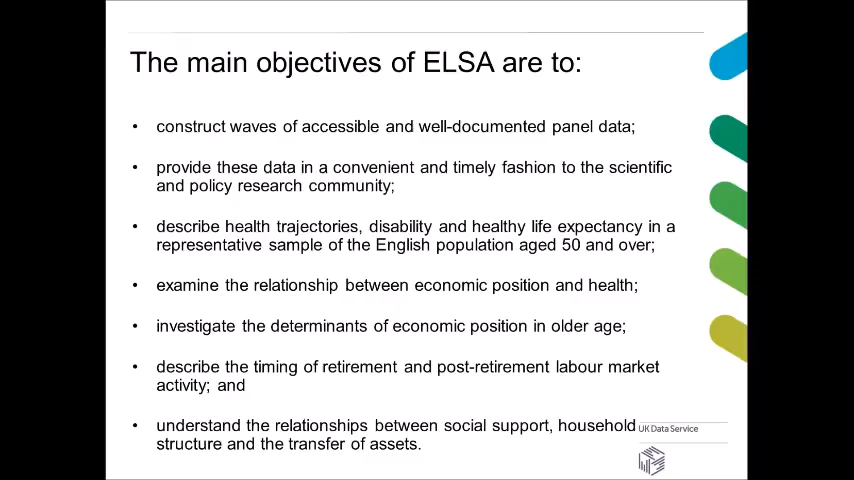 The main objectives of ELSA are to:
• construct waves of accessible and well-documented panel data;
• provide these data in a convenient and timely fashion to the scientific
and policy research community;
• describe health trajectories, disability and healthy life expectancy in a
representative sample of the English population aged 50 and over;
• examine the relationship between economic position and health;
• investigate the determinants of economic position in older age;
• describe the timing of retirement and post-retirement labour market
activity; and
• understand the relationships between social support, household
structure and the transfer of assets.
UK Data Service